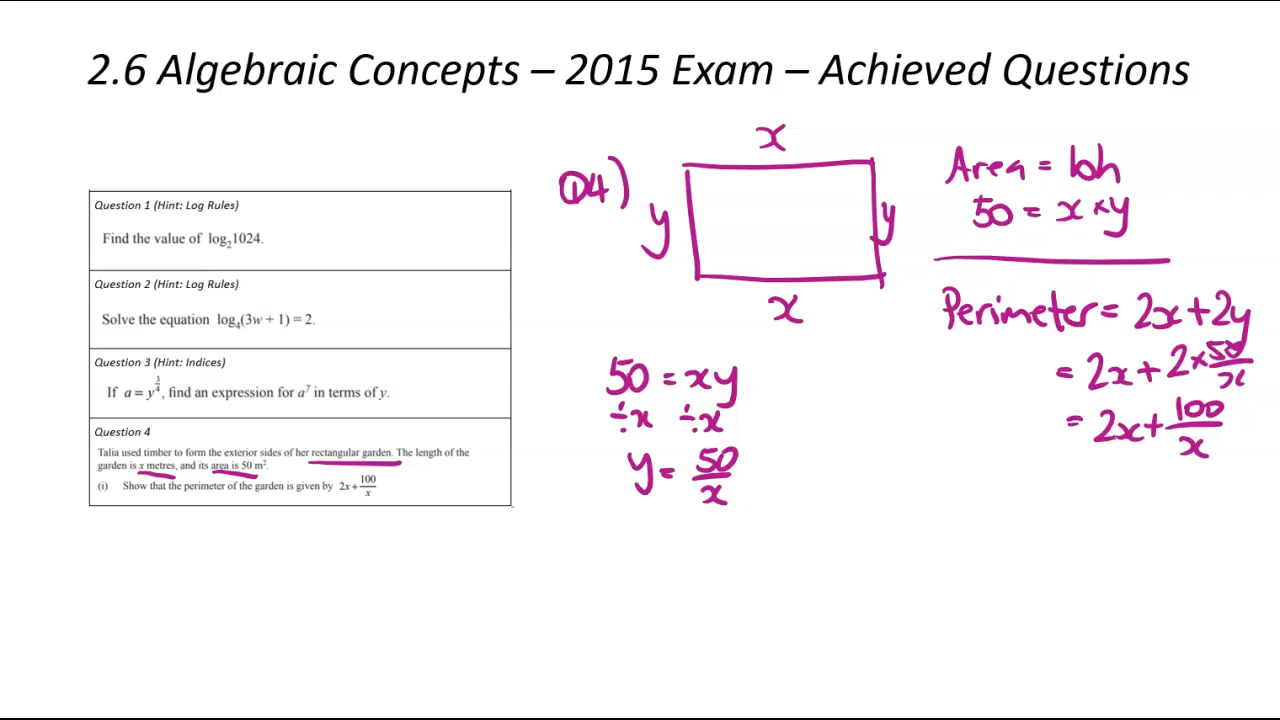 2.6 Algebraic Concepts – 2015 Exam – Achieved Questions
Question 1 (Hint: Log Rules)
Find the value of log₂1024.
Question 2 (Hint: Log Rules)
Solve the equation log₄(3w + 1) = 2.
Question 3 (Hint: Indices)
If a = y^(3/4), find an expression for a⁷ in terms of y.
Question 4
Talia used timber to form the exterior sides of her rectangular garden. The length of the
garden is x metres, and its area is 50 m².
(i) Show that the perimeter of the garden is given by 2x + 100/x
Q4)
x
y
y
x
50 = xy
÷x ÷x
y = 50/x
Area = bh
50 = x × y
Perimeter = 2x + 2y
= 2x + 2 × 50/x
= 2x + 100/x